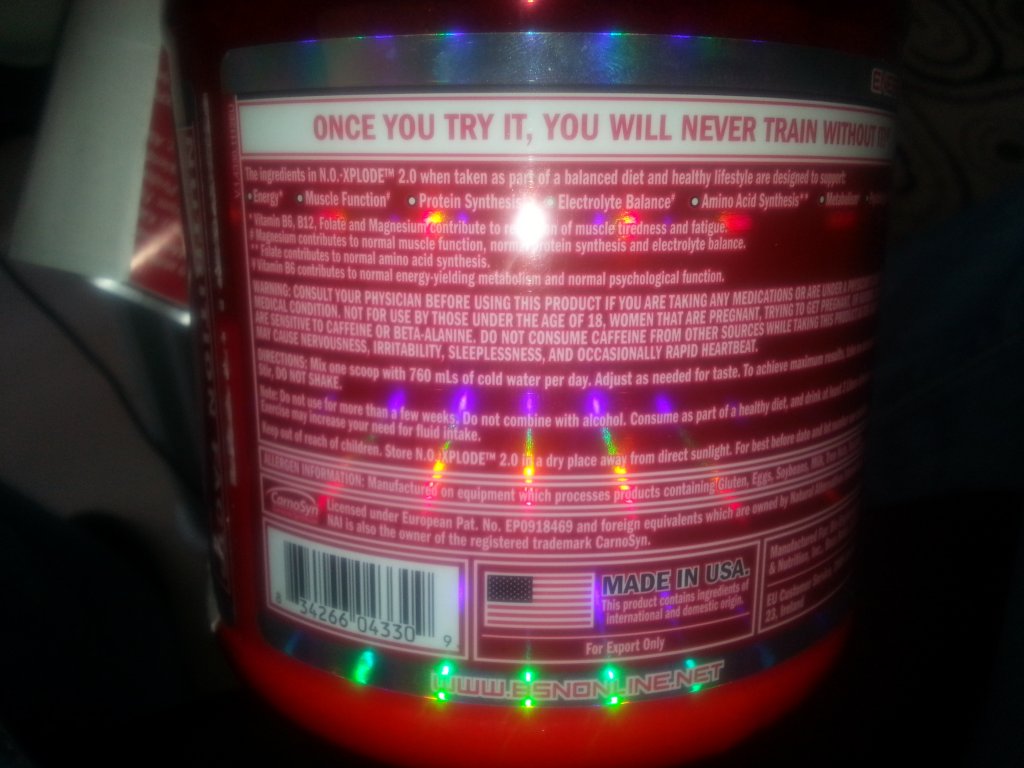 ONCE YOU TRY IT, YOU WILL NEVER TRAIN WITHOUT IT
The ingredients in N.O.-XPLODE™ 2.0 when taken as part of a balanced diet and healthy lifestyle are designed to support:
• Energy* • Muscle Function# • Protein Synthesis • Electrolyte Balance# • Amino Acid Synthesis** • Metabolism
* Vitamin B6, B12, Folate and Magnesium contribute to of muscle tiredness and fatigue.
# Magnesium contributes to normal muscle function, normal protein synthesis and electrolyte balance.
** Folate contributes to normal amino acid synthesis.
Vitamin B6 contributes to normal energy-yielding metabolism and normal psychological function.
WARNING: CONSULT YOUR PHYSICIAN BEFORE USING THIS PRODUCT IF YOU ARE TAKING ANY MEDICATIONS OR ARE UNDER A
MEDICAL CONDITION. NOT FOR USE BY THOSE UNDER THE AGE OF 18, WOMEN THAT ARE PREGNANT, TRYING TO GET PREGNANT,
ARE SENSITIVE TO CAFFEINE OR BETA-ALANINE. DO NOT CONSUME CAFFEINE FROM OTHER SOURCES WHILE TAKING THIS PRODUCT
MAY CAUSE NERVOUSNESS, IRRITABILITY, SLEEPLESSNESS, AND OCCASIONALLY RAPID HEARTBEAT.
DIRECTIONS: Mix one scoop with 760 mLs of cold water per day. Adjust as needed for taste. To achieve maximum results,
Stir, DO NOT SHAKE.
Note: Do not use for more than a few weeks. Do not combine with alcohol. Consume as part of a healthy diet, and drink at least
Exercise may increase your need for fluid intake.
Keep out of reach of children. Store N.O.-XPLODE™ 2.0 in a dry place away from direct sunlight. For best before date and lot
ALLERGEN INFORMATION: Manufactured on equipment which processes products containing Gluten, Eggs, Soybeans, Milk,
CarnoSyn
Licensed under European Pat. No. EP0918469 and foreign equivalents which are owned by Natural
NAI is also the owner of the registered trademark CarnoSyn.
8 34266 04330 9
MADE IN USA.
This product contains ingredients of
international and domestic origin.
For Export Only
Manufactured For:
& Nutrition, Inc.
EU Customer
23, Ireland
WWW.BSNONLINE.NET